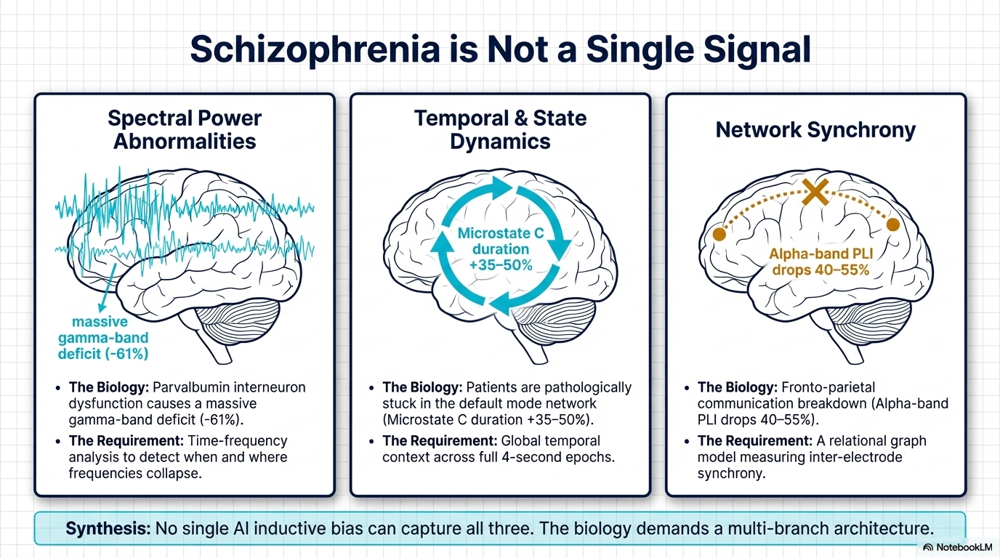 Schizophrenia is Not a Single Signal
Spectral Power
Abnormalities
massive
gamma-band
deficit (-61%)
• The Biology: Parvalbumin interneuron
dysfunction causes a massive
gamma-band deficit (-61%).
• The Requirement: Time-frequency
analysis to detect when and where
frequencies collapse.
Temporal & State
Dynamics
Microstate C
duration
+35–50%
• The Biology: Patients are pathologically
stuck in the default mode network
(Microstate C duration +35–50%).
• The Requirement: Global temporal
context across full 4-second epochs.
Network Synchrony
Alpha-band PLI
drops 40–55%
• The Biology: Fronto-parietal
communication breakdown (Alpha-band
PLI drops 40–55%).
• The Requirement: A relational graph
model measuring inter-electrode
synchrony.
Synthesis: No single AI inductive bias can capture all three. The biology demands a multi-branch architecture.
NotebookLM